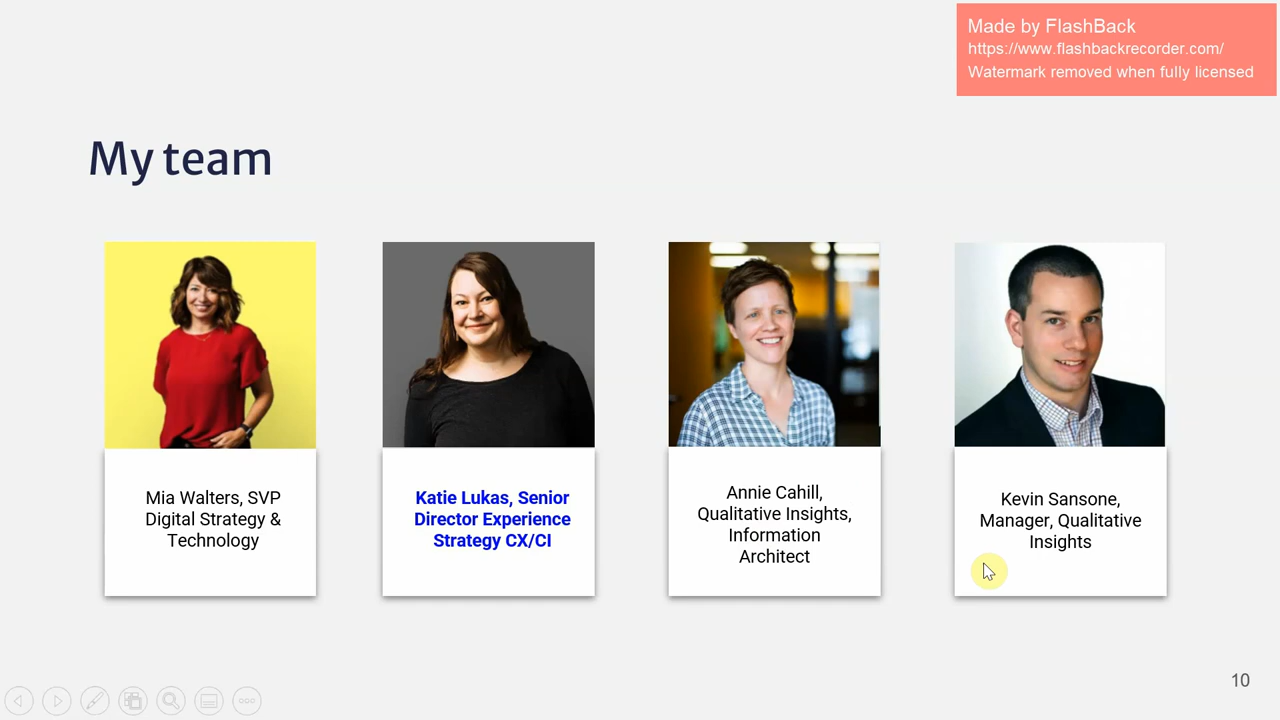 Made by FlashBack
https://www.flashbackrecorder.com/
Watermark removed when fully licensed
My team
Mia Walters, SVP
Digital Strategy &
Technology
Katie Lukas, Senior
Director Experience
Strategy CX/CI
Annie Cahill,
Qualitative Insights,
Information
Architect
Kevin Sansone,
Manager, Qualitative
Insights
10